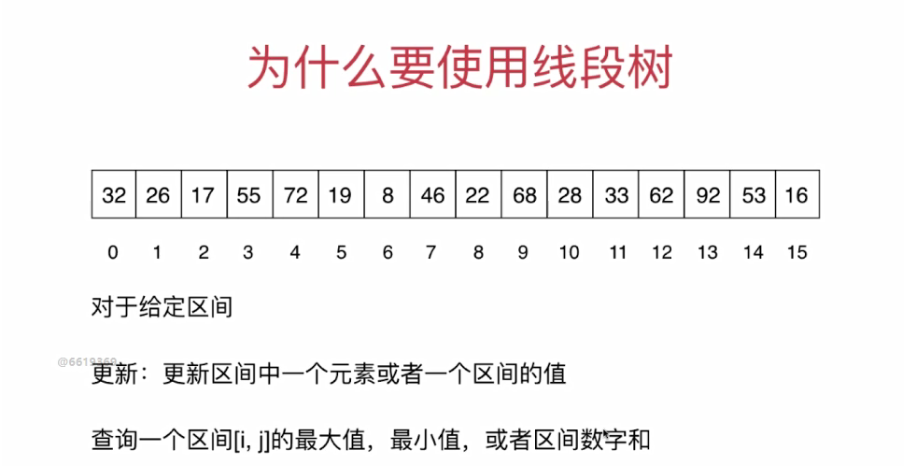 为什么要使用线段树
32 26 17 55 72 19 8 46 22 68 28 33 62 92 53 16
0 1 2 3 4 5 6 7 8 9 10 11 12 13 14 15
对于给定区间
@6619360
更新：更新区间中一个元素或者一个区间的值
查询一个区间[i, j]的最大值，最小值，或者区间数字和